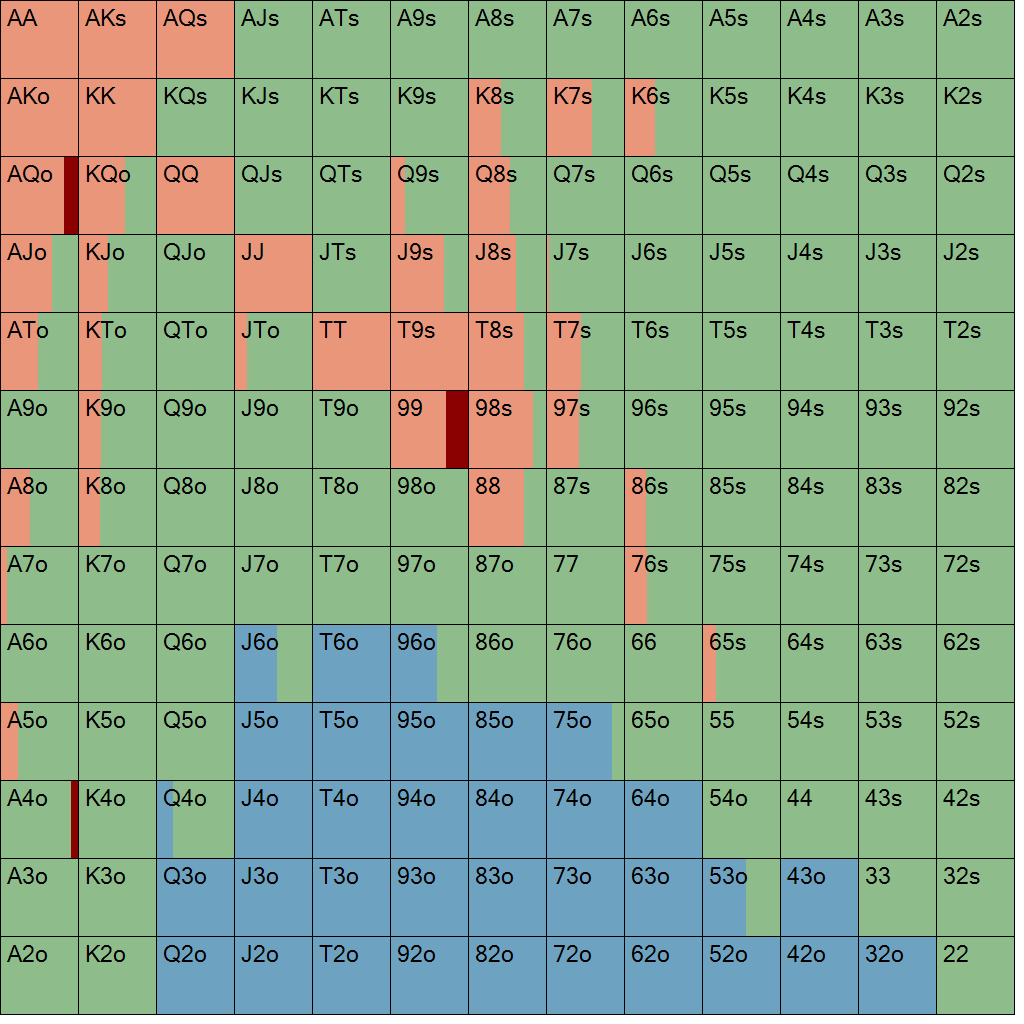 AA AKs AQs AJs ATs A9s A8s A7s A6s A5s A4s A3s A2s
AKo KK KQs KJs KTs K9s K8s K7s K6s K5s K4s K3s K2s
AQo KQo QQ QJs QTs Q9s Q8s Q7s Q6s Q5s Q4s Q3s Q2s
AJo KJo QJo JJ JTs J9s J8s J7s J6s J5s J4s J3s J2s
ATo KTo QTo JTo TT T9s T8s T7s T6s T5s T4s T3s T2s
A9o K9o Q9o J9o T9o 99 98s 97s 96s 95s 94s 93s 92s
A8o K8o Q8o J8o T8o 98o 88 87s 86s 85s 84s 83s 82s
A7o K7o Q7o J7o T7o 97o 87o 77 76s 75s 74s 73s 72s
A6o K6o Q6o J6o T6o 96o 86o 76o 66 65s 64s 63s 62s
A5o K5o Q5o J5o T5o 95o 85o 75o 65o 55 54s 53s 52s
A4o K4o Q4o J4o T4o 94o 84o 74o 64o 54o 44 43s 42s
A3o K3o Q3o J3o T3o 93o 83o 73o 63o 53o 43o 33 32s
A2o K2o Q2o J2o T2o 92o 82o 72o 62o 52o 42o 32o 22